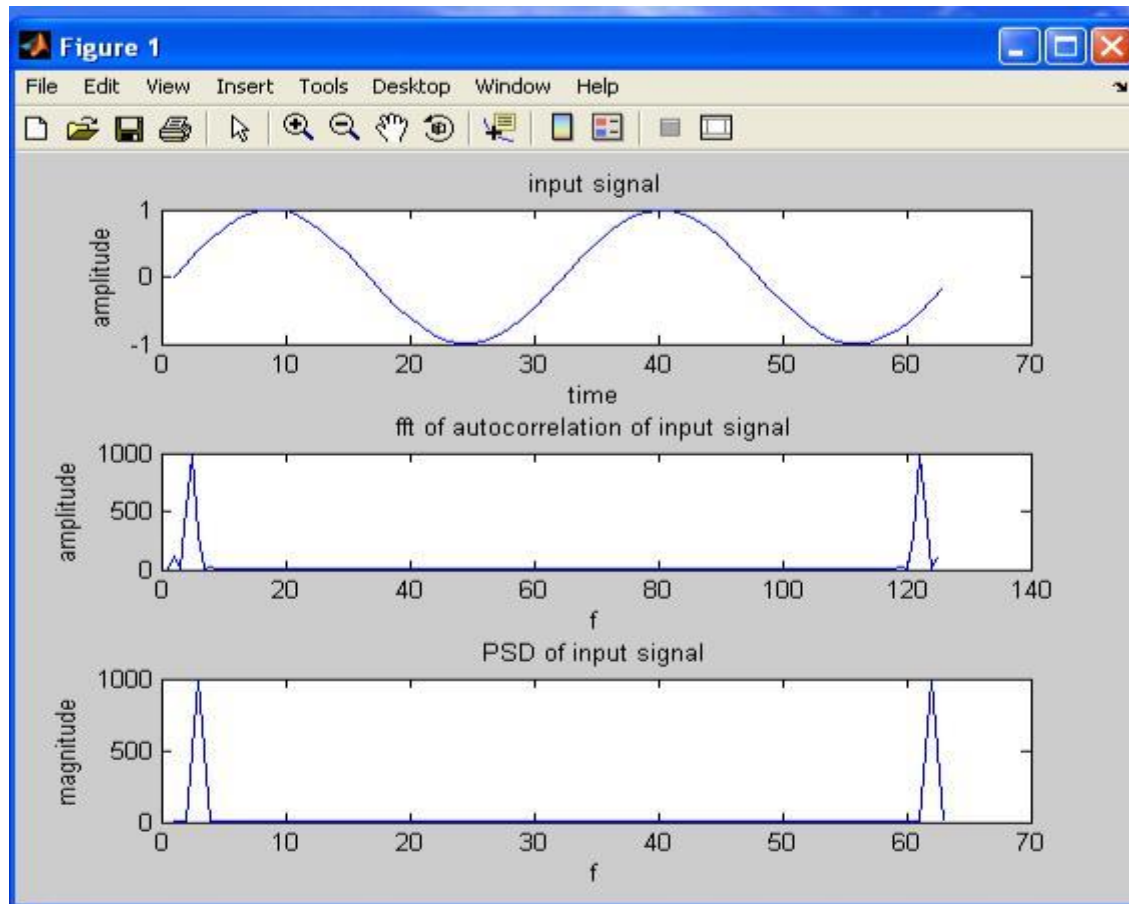 Figure 1
File Edit View Insert Tools Desktop Window Help
input signal
amplitude
1
0
-1
0 10 20 30 40 50 60 70
time
fft of autocorrelation of input signal
amplitude
1000
500
0
0 20 40 60 80 100 120 140
f
PSD of input signal
magnitude
1000
500
0
0 10 20 30 40 50 60 70
f